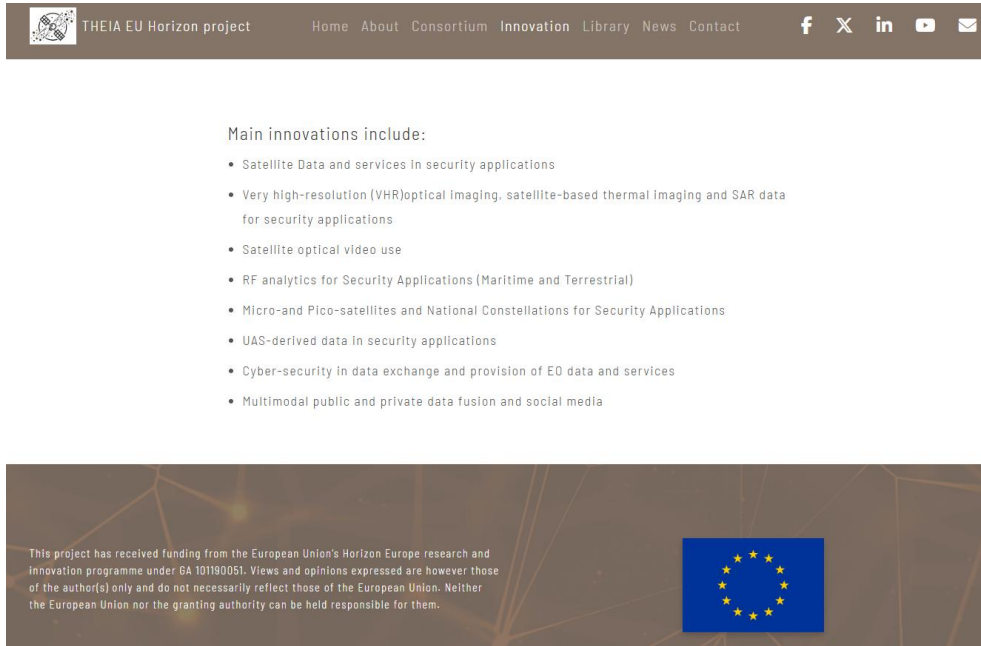 THEIA EU Horizon project
Home About Consortium Innovation Library News Contact
Main innovations include:
• Satellite Data and services in security applications
• Very high-resolution (VHR)optical imaging, satellite-based thermal imaging and SAR data
for security applications
• Satellite optical video use
• RF analytics for Security Applications (Maritime and Terrestrial)
• Micro-and Pico-satellites and National Constellations for Security Applications
• UAS-derived data in security applications
• Cyber-security in data exchange and provision of EO data and services
• Multimodal public and private data fusion and social media
This project has received funding from the European Union's Horizon Europe research and
innovation programme under GA 101190051. Views and opinions expressed are however those
of the author(s) only and do not necessarily reflect those of the European Union. Neither
the European Union nor the granting authority can be held responsible for them.